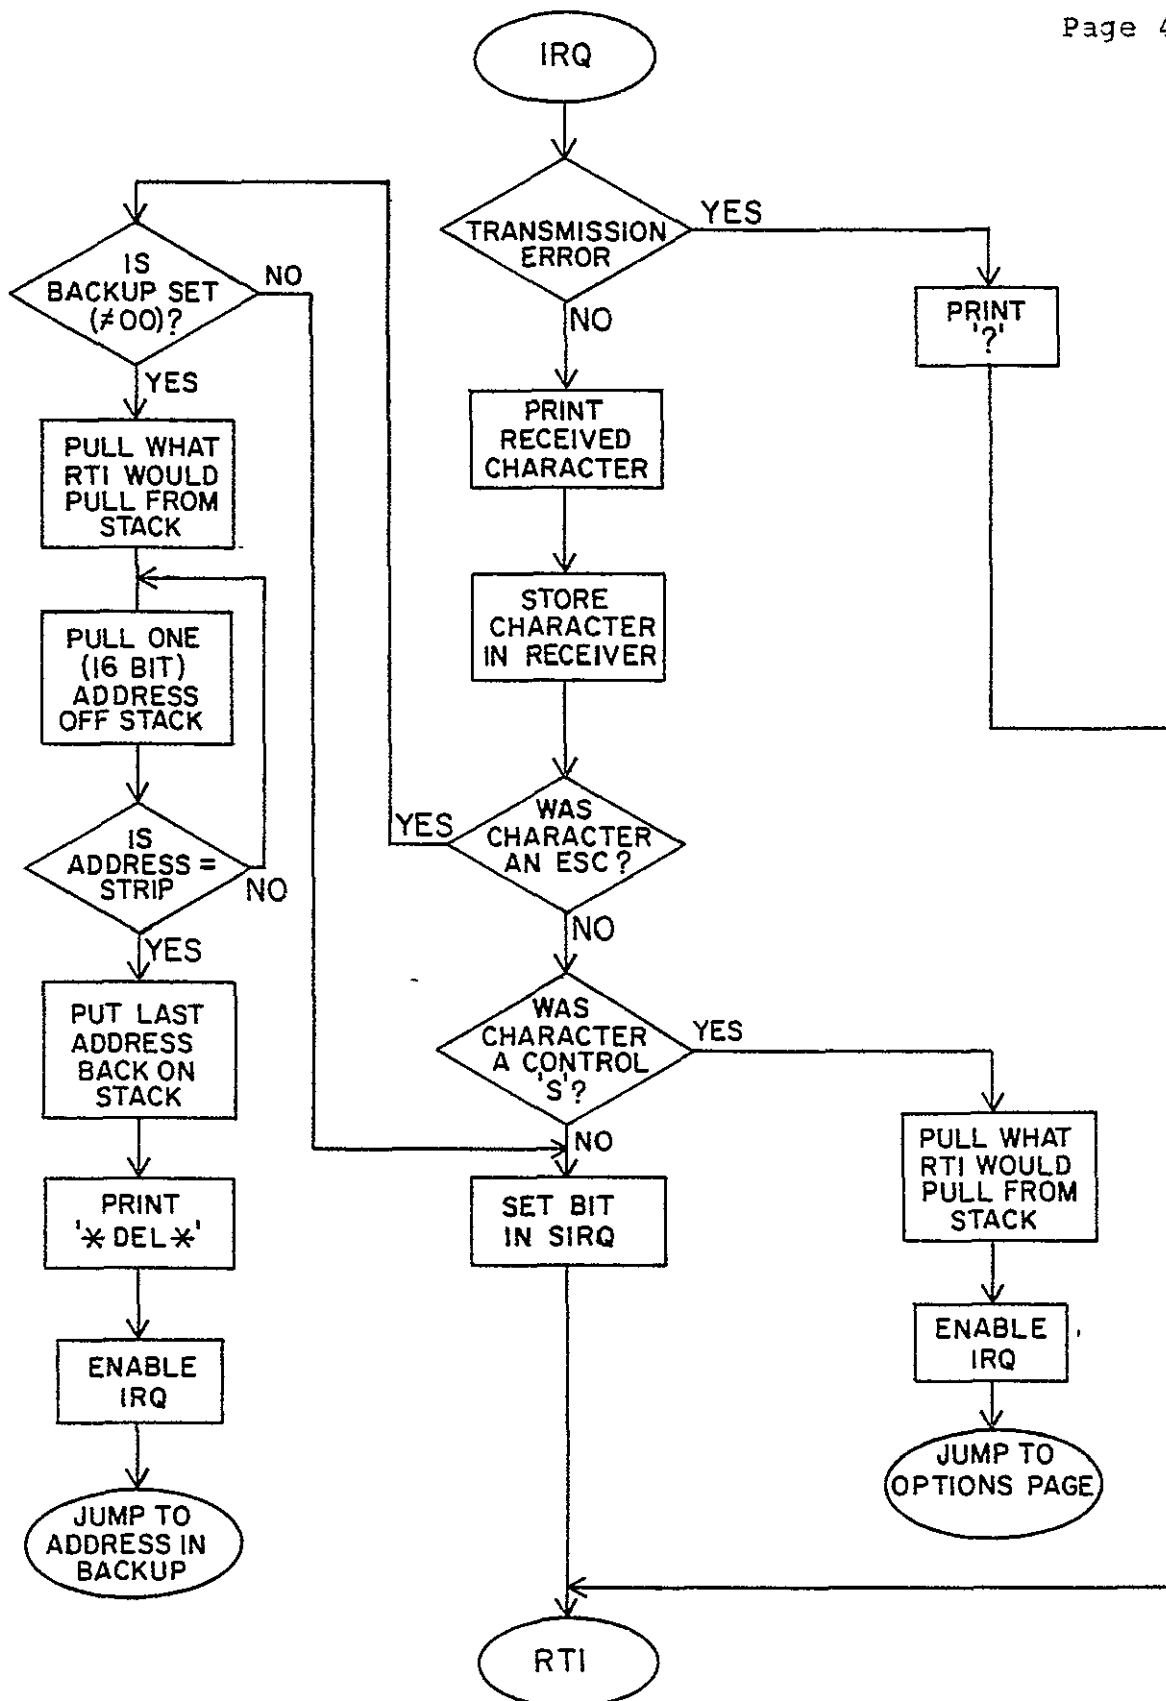 Page 4
IRQ
TRANSMISSION
ERROR
YES
NO
PRINT
'?'
PRINT
RECEIVED
CHARACTER
STORE
CHARACTER
IN RECEIVER
WAS
CHARACTER
AN ESC?
YES
NO
IS
BACKUP SET
(≠00)?
NO
YES
PULL WHAT
RTI WOULD
PULL FROM
STACK
PULL ONE
(16 BIT)
ADDRESS
OFF STACK
IS
ADDRESS =
STRIP
NO
YES
PUT LAST
ADDRESS
BACK ON
STACK
PRINT
'*DEL*'
ENABLE
IRQ
JUMP TO
ADDRESS IN
BACKUP
WAS
CHARACTER
A CONTROL
'S'?
YES
NO
SET BIT
IN SIRQ
PULL WHAT
RTI WOULD
PULL FROM
STACK
ENABLE
IRQ
JUMP TO
OPTIONS PAGE
RTI